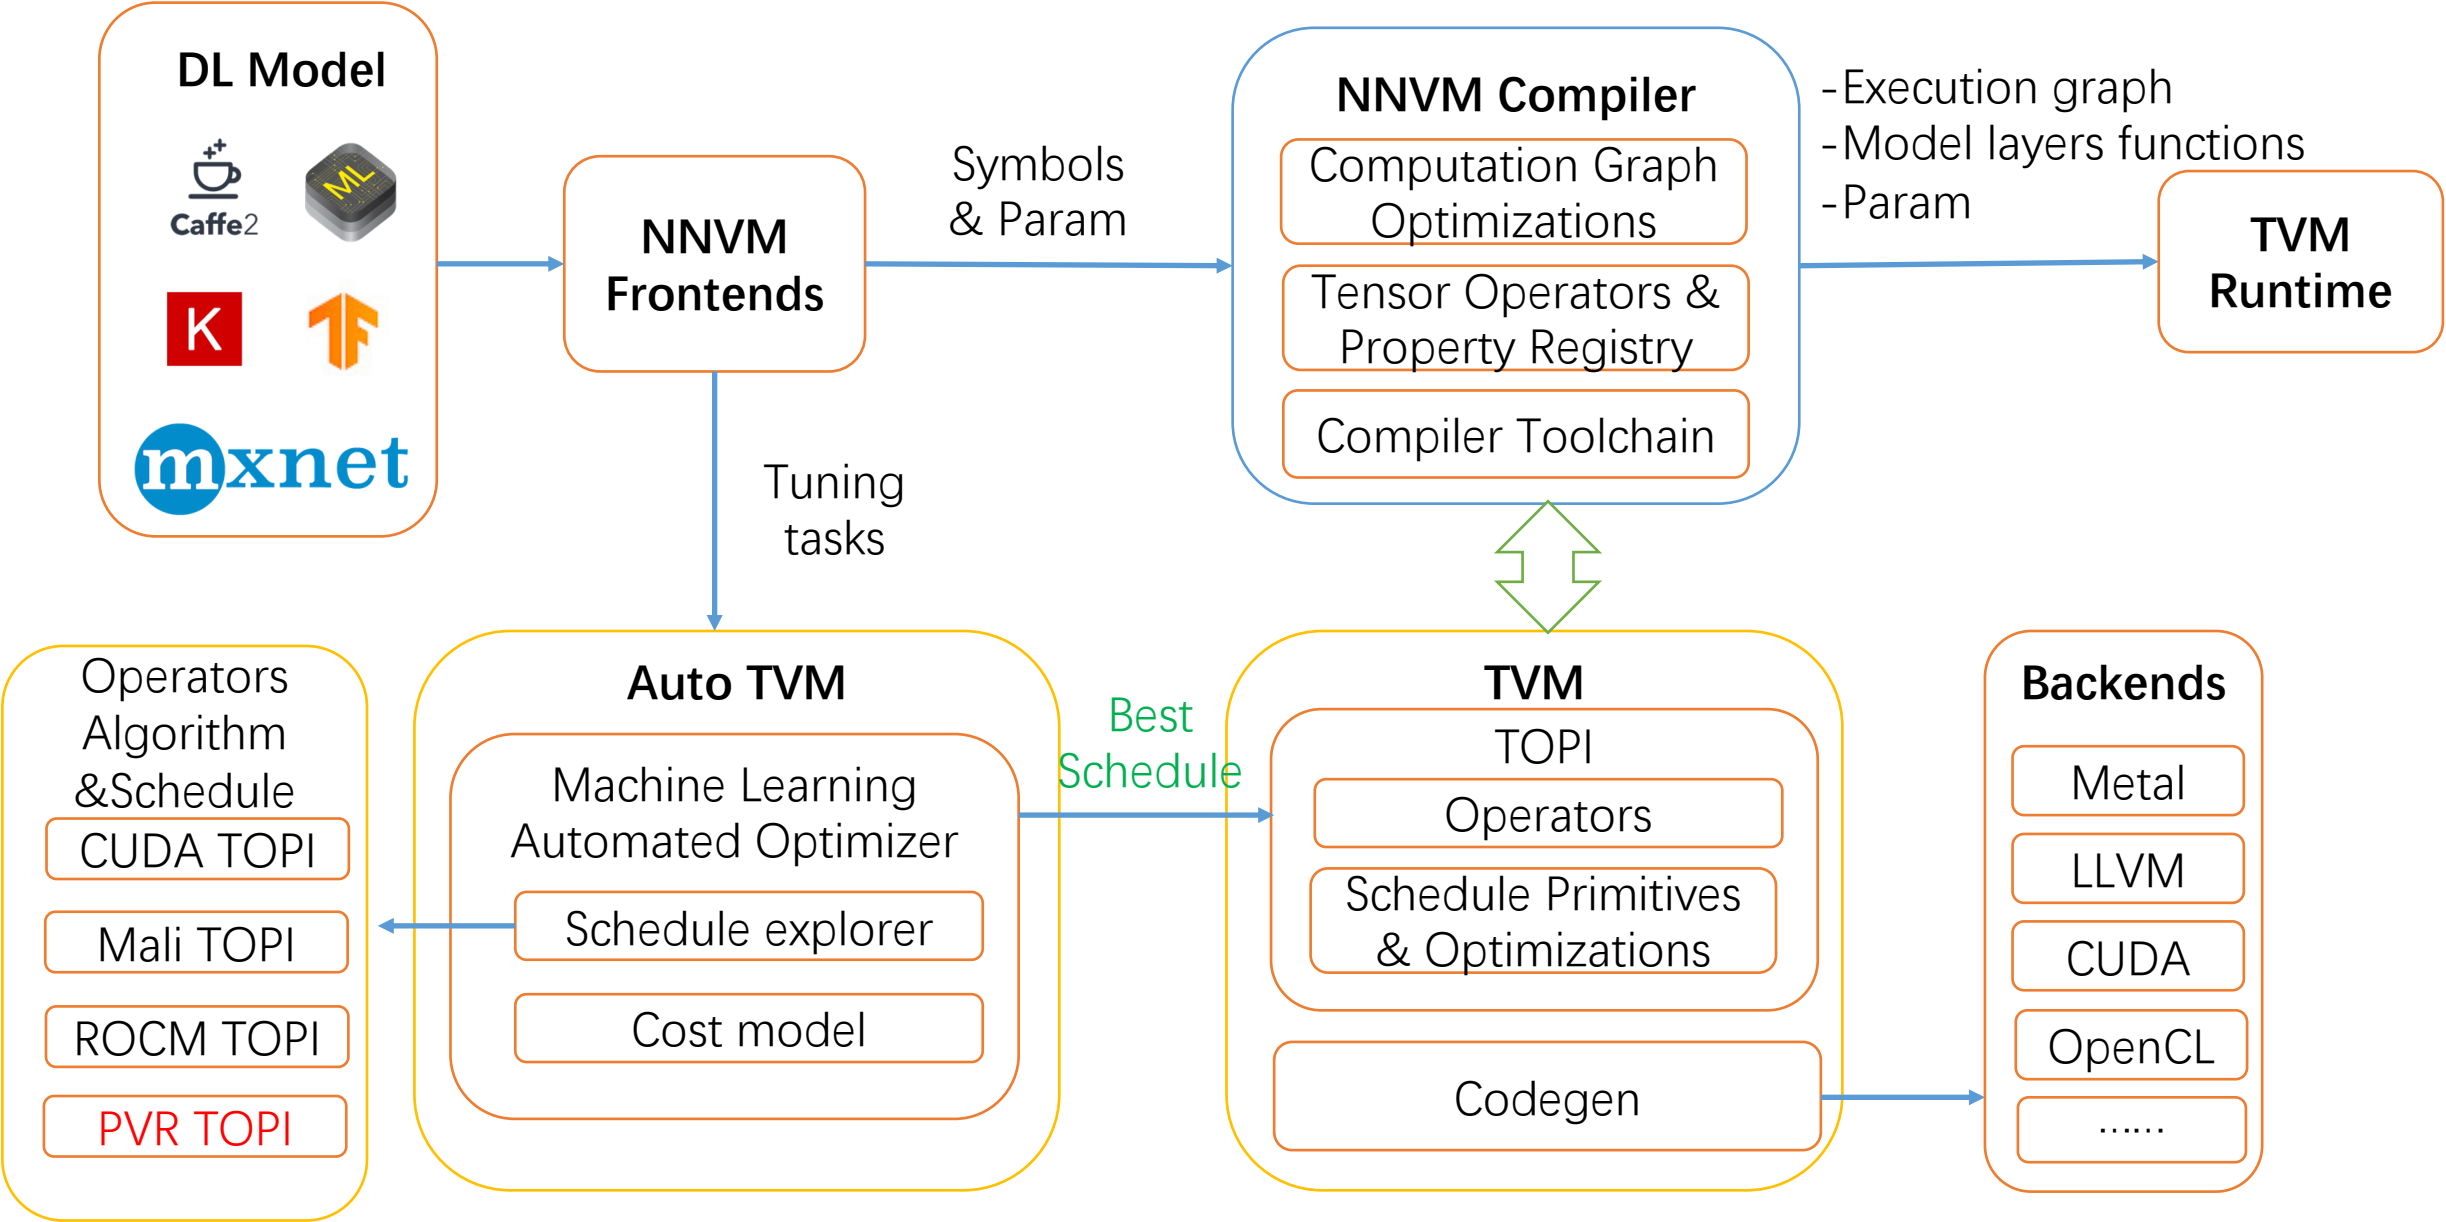 DL Model
Caffe2
ML
K
TF
mxnet
NNVM
Frontends
Symbols
& Param
NNVM Compiler
Computation Graph
Optimizations
Tensor Operators &
Property Registry
Compiler Toolchain
-Execution graph
-Model layers functions
-Param
TVM
Runtime
Tuning
tasks
Operators
Algorithm
&Schedule
CUDA TOPI
Mali TOPI
ROCM TOPI
PVR TOPI
Auto TVM
Machine Learning
Automated Optimizer
Schedule explorer
Cost model
Best
Schedule
TVM
TOPI
Operators
Schedule Primitives
& Optimizations
Codegen
Backends
Metal
LLVM
CUDA
OpenCL
……